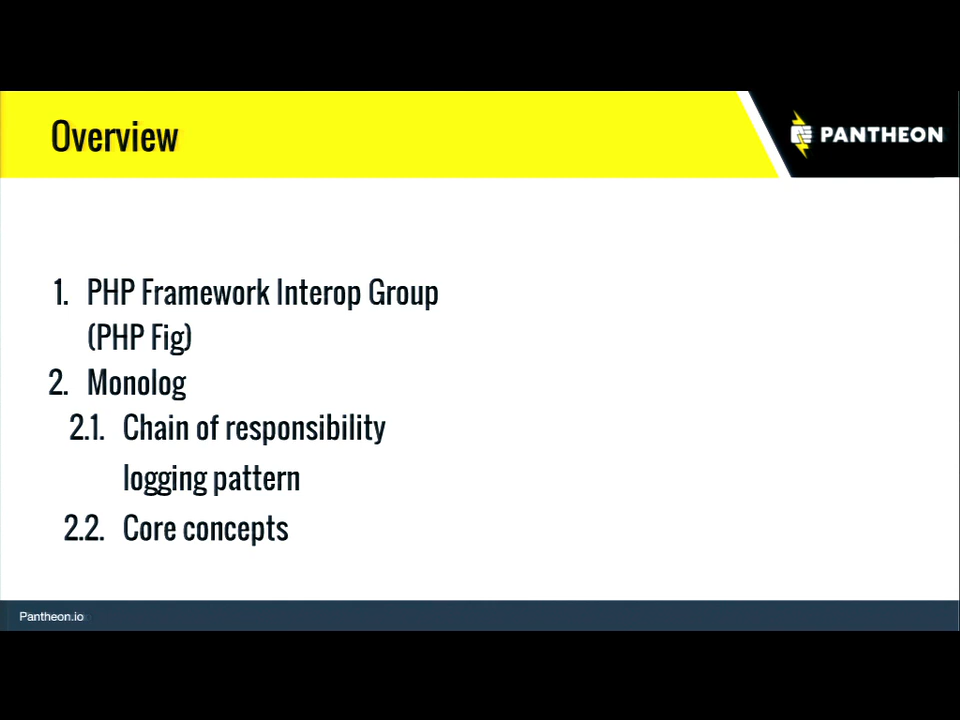 Overview
PANTHEON
1. PHP Framework Interop Group
(PHP Fig)
2. Monolog
2.1. Chain of responsibility
logging pattern
2.2. Core concepts
Pantheon.io